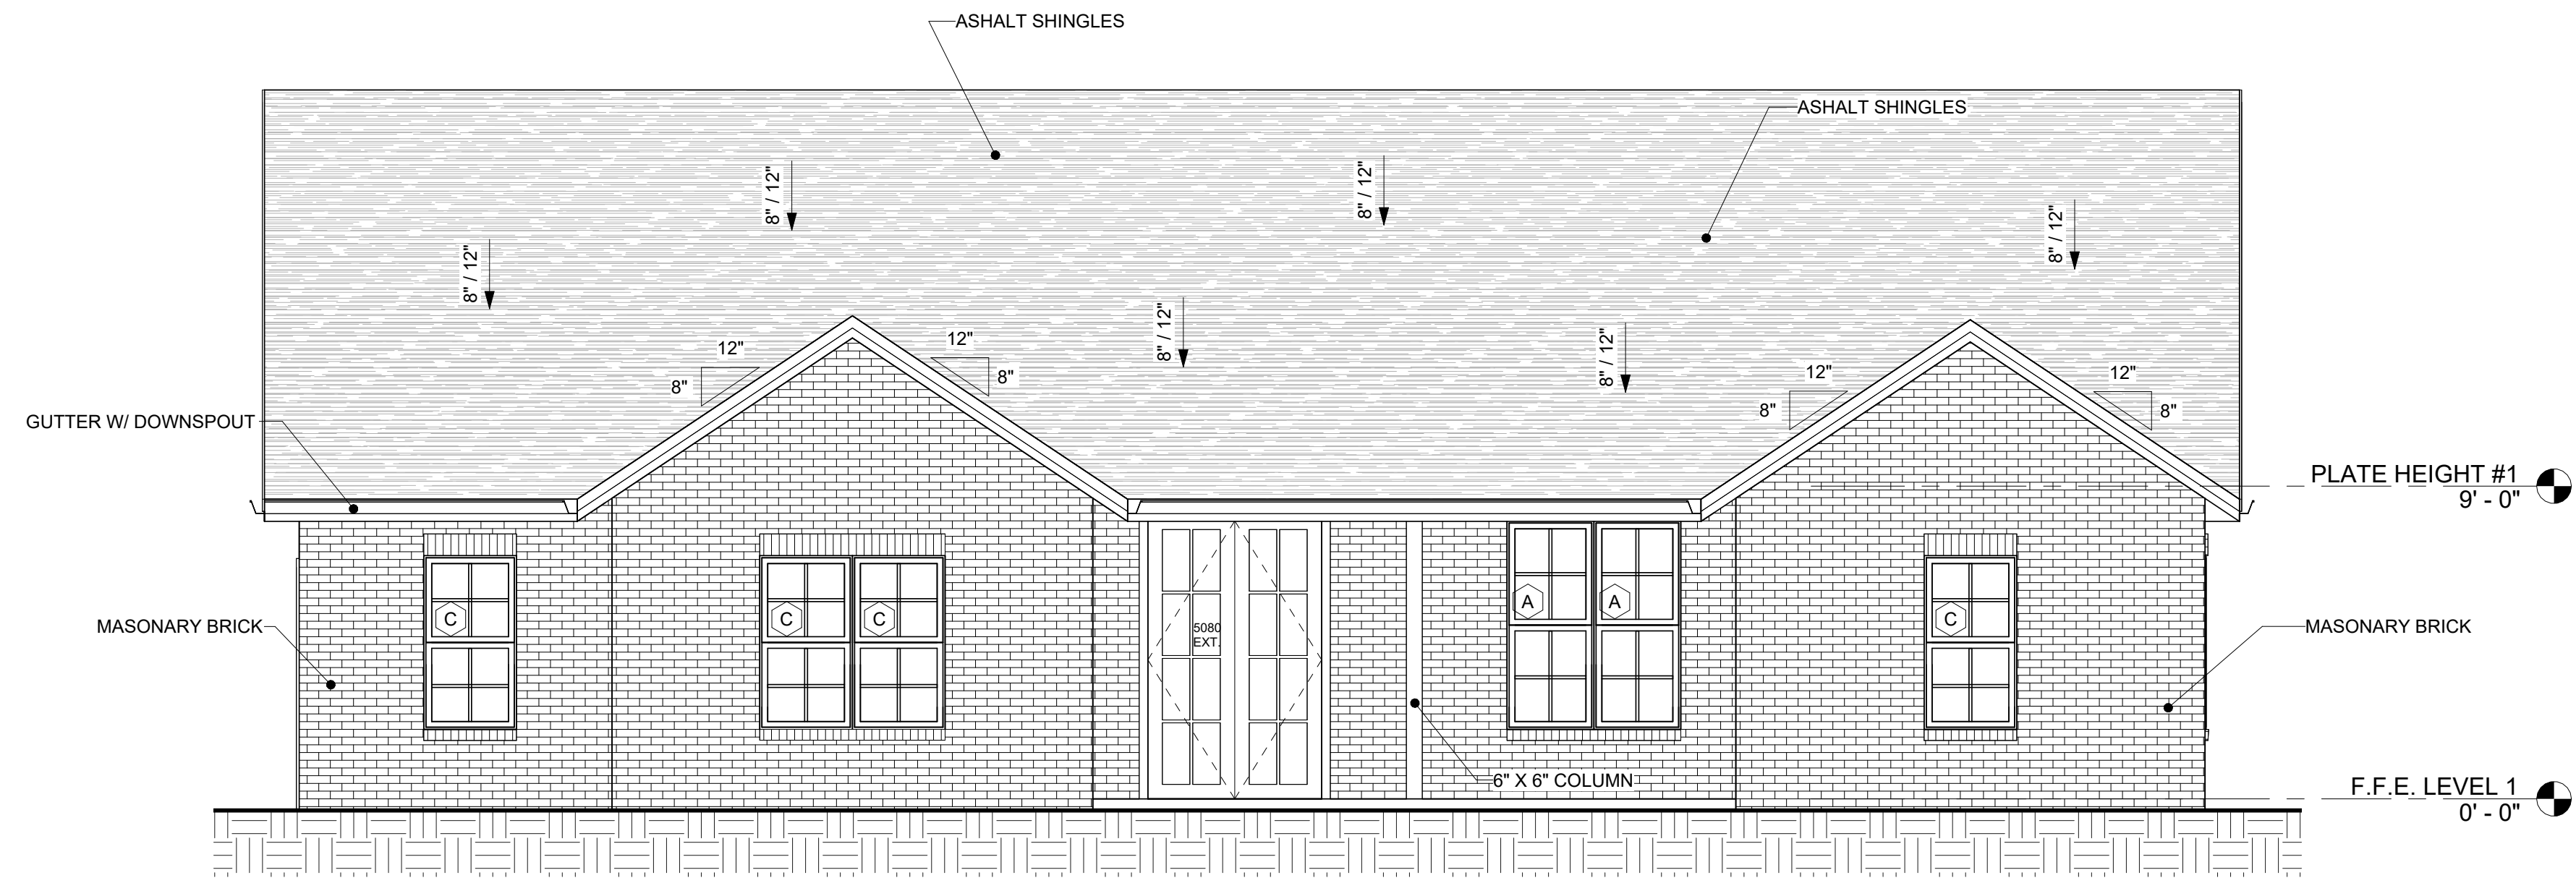 ASHALT SHINGLES
ASHALT SHINGLES
8" / 12"
8" / 12"
8" / 12"
8" / 12"
8" / 12"
8" / 12"
12"
8"
12"
8"
12"
8"
12"
8"
GUTTER W/ DOWNSPOUT
PLATE HEIGHT #1
9' - 0"
MASONARY BRICK
C
C
C
5080
EXT.
A
A
C
MASONARY BRICK
6" X 6" COLUMN
F.F.E. LEVEL 1
0' - 0"